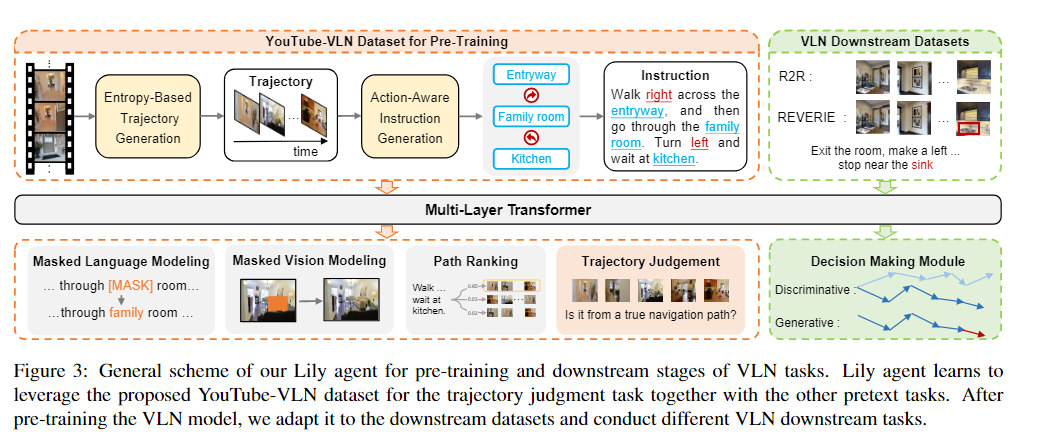 YouTube-VLN Dataset for Pre-Training
Entropy-Based
Trajectory
Generation
Trajectory
time
Action-Aware
Instruction
Generation
Entryway
Family room
Kitchen
Instruction
Walk right across the
entryway, and then
go through the family
room. Turn left and
wait at kitchen.
VLN Downstream Datasets
R2R :
...
REVERIE :
...
Exit the room, make a left ...
stop near the sink
Multi-Layer Transformer
Masked Language Modeling
... through [MASK] room...
...through family room ...
Masked Vision Modeling
Path Ranking
Walk ...
wait at
kitchen.
0.95
0.03
0.02
Trajectory Judgement
Is it from a true navigation path?
Decision Making Module
Discriminative :
Generative :
Figure 3: General scheme of our Lily agent for pre-training and downstream stages of VLN tasks. Lily agent learns to
leverage the proposed YouTube-VLN dataset for the trajectory judgment task together with the other pretext tasks. After
pre-training the VLN model, we adapt it to the downstream datasets and conduct different VLN downstream tasks.